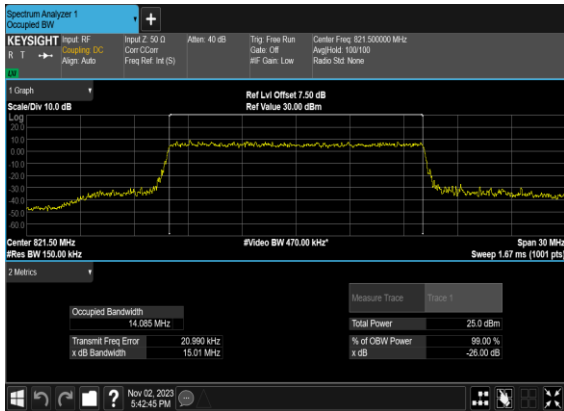 Spectrum Analyzer 1
Occupied BW
KEYSIGHT
R T
LXI
Input: RF
Coupling: DC
Align: Auto
Input Z: 50 Ω
Corr CCorr
Freq Ref: Int (S)
Atten: 40 dB
Trig: Free Run
Gate: Off
#IF Gain: Low
Center Freq: 821.500000 MHz
Avg|Hold: 100/100
Radio Std: None
1 Graph
Scale/Div 10.0 dB
Ref Lvl Offset 7.50 dB
Ref Value 30.00 dBm
Log
20.0
10.0
0.00
-10.0
-20.0
-30.0
-40.0
-50.0
-60.0
Center 821.50 MHz
#Res BW 150.00 kHz
#Video BW 470.00 kHz*
Span 30 MHz
Sweep 1.67 ms (1001 pts)
2 Metrics
Measure Trace Trace 1
Occupied Bandwidth
14.085 MHz
Total Power 25.0 dBm
Transmit Freq Error 20.990 kHz
% of OBW Power 99.00 %
x dB Bandwidth 15.01 MHz
x dB -26.00 dB
Nov 02, 2023
5:42:45 PM